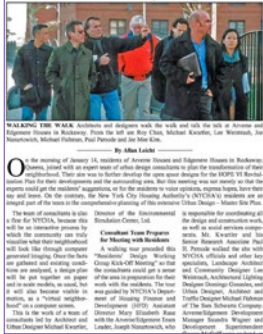 WALKING THE WALK Architects and designers walk the walk and talk the talk at Arverne and
Edgemere Houses in Rockaway. From the left are Roy Chan, Michael Kwartler, Lee Weintraub, Joe
Nazartowich, Michael Fishman, Paul Patnode and Joe Mee Kim.
By Allan Leicht
On the morning of January 14, residents of Arverne Houses and Edgemere Houses in Rockaway,
Queens, joined with an expert team of urban design consultants to plan the transformation of their
neighborhood. Their aim was to further develop the open space designs for the HOPE VI Revital-
ization Plan for their developments and the surrounding area. But this meeting was not merely so that the
experts could get the residents' suggestions, or for the residents to voice opinions, express hopes, have their
say and leave. On the contrary, the New York City Housing Authority's (NYCHA's) residents are an
integral part of the team in the comprehensive planning of this extensive Urban Design - Master Site Plan.
The team of consultants is also
a first for NYCHA, because this
will be an interactive process by
which the community can truly
visualize what their neighborhood
will look like through computer
generated imaging. Once the facts
are gathered and existing condi-
tions are analyzed, a design plan
will be put together on paper
and in scale models, as usual, but
it will also become visible in
motion, as a "virtual neighbor-
hood" on a computer screen.
This is the work of a team of
consultants led by Architect and
Urban Designer Michael Kwartler,
Director of the Environmental
Simulation Center, Ltd.
Consultant Team Prepares
for Meeting with Residents
A walking tour preceded this
"Residents' Design Working
Group Kick-Off Meeting" so that
the consultants could get a sense
of the area in preparation for their
work with the residents. The tour
was guided by NYCHA's Depart-
ment of Housing Finance and
Development (HFD) Assistant
Director Mary Elizabeth Rusz
and the Arverne/Edgemere Team
Leader, Joseph Nazartowich, who
is responsible for coordinating all
the design and construction work,
as well as social services compo-
nents. Mr. Kwartler and his
Senior Research Associate Paul
H. Patnode walked the site with
NYCHA officials and other key
specialists, Landscape Architect
and Community Designer Lee
Weintraub, Architectural Lighting
Designer Domingo Gonzalez, and
Urban Designer, Architect and
Traffic Designer Michael Fishman
of The Sam Schwartz Company.
Arverne/Edgemere Development
Manager Rosaella Wagner and
Development Superintendent